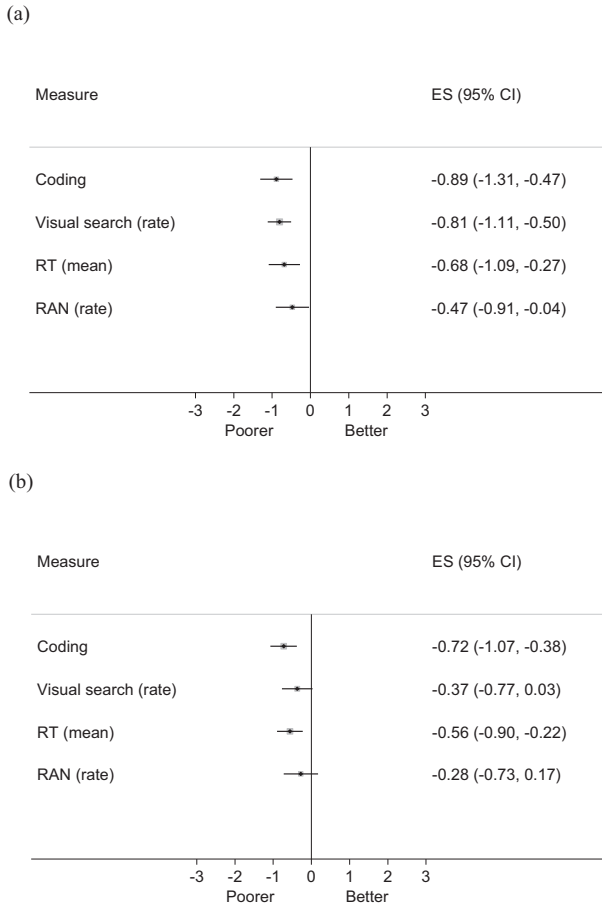 (a)
Measure ES (95% CI)
Coding -0.89 (-1.31, -0.47)
Visual search (rate) -0.81 (-1.11, -0.50)
RT (mean) -0.68 (-1.09, -0.27)
RAN (rate) -0.47 (-0.91, -0.04)
-3 -2 -1 0 1 2 3
Poorer Better
(b)
Measure ES (95% CI)
Coding -0.72 (-1.07, -0.38)
Visual search (rate) -0.37 (-0.77, 0.03)
RT (mean) -0.56 (-0.90, -0.22)
RAN (rate) -0.28 (-0.73, 0.17)
-3 -2 -1 0 1 2 3
Poorer Better